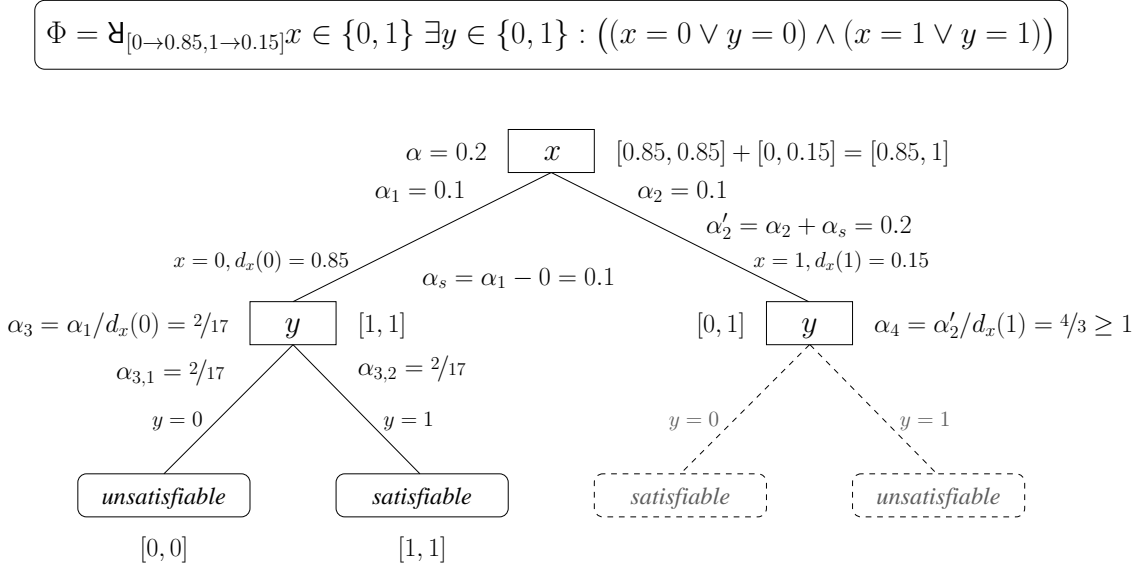 Φ = ꓤ[0→0.85,1→0.15]x ∈ {0, 1} ∃y ∈ {0, 1} : ((x = 0 ∨ y = 0) ∧ (x = 1 ∨ y = 1))
α = 0.2 x [0.85, 0.85] + [0, 0.15] = [0.85, 1]
α₁ = 0.1 α₂ = 0.1
α′₂ = α₂ + αₛ = 0.2
x = 0, dₓ(0) = 0.85 x = 1, dₓ(1) = 0.15
αₛ = α₁ − 0 = 0.1
α₃ = α₁/dₓ(0) = 2/17 y [1, 1] [0, 1] y α₄ = α′₂/dₓ(1) = 4/3 ≥ 1
α₃,₁ = 2/17 α₃,₂ = 2/17
y = 0 y = 1 y = 0 y = 1
unsatisfiable satisfiable satisfiable unsatisfiable
[0, 0] [1, 1]